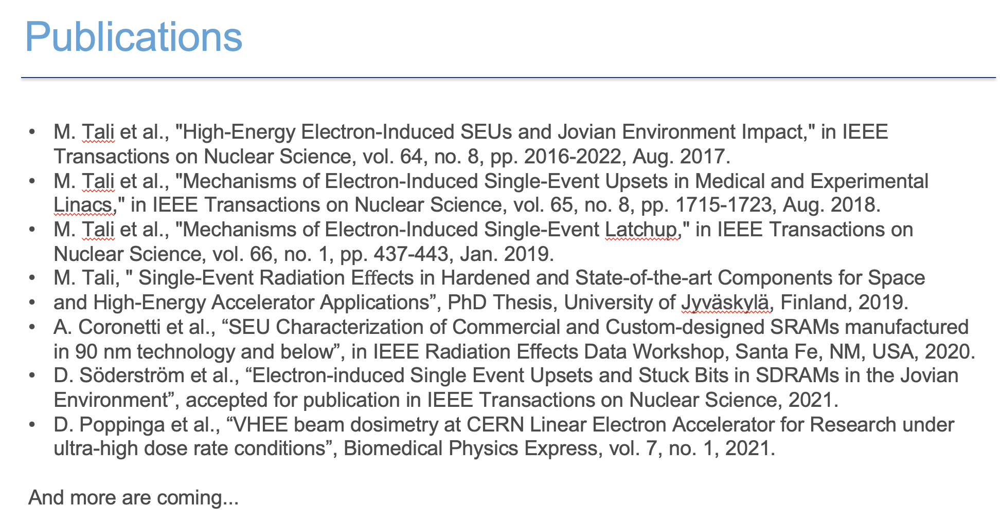 Publications
• M. Tali et al., "High-Energy Electron-Induced SEUs and Jovian Environment Impact," in IEEE
Transactions on Nuclear Science, vol. 64, no. 8, pp. 2016-2022, Aug. 2017.
• M. Tali et al., "Mechanisms of Electron-Induced Single-Event Upsets in Medical and Experimental
Linacs," in IEEE Transactions on Nuclear Science, vol. 65, no. 8, pp. 1715-1723, Aug. 2018.
• M. Tali et al., "Mechanisms of Electron-Induced Single-Event Latchup," in IEEE Transactions on
Nuclear Science, vol. 66, no. 1, pp. 437-443, Jan. 2019.
• M. Tali, " Single-Event Radiation Effects in Hardened and State-of-the-art Components for Space
• and High-Energy Accelerator Applications”, PhD Thesis, University of Jyväskylä, Finland, 2019.
• A. Coronetti et al., “SEU Characterization of Commercial and Custom-designed SRAMs manufactured
in 90 nm technology and below”, in IEEE Radiation Effects Data Workshop, Santa Fe, NM, USA, 2020.
• D. Söderström et al., “Electron-induced Single Event Upsets and Stuck Bits in SDRAMs in the Jovian
Environment”, accepted for publication in IEEE Transactions on Nuclear Science, 2021.
• D. Poppinga et al., “VHEE beam dosimetry at CERN Linear Electron Accelerator for Research under
ultra-high dose rate conditions”, Biomedical Physics Express, vol. 7, no. 1, 2021.
And more are coming...